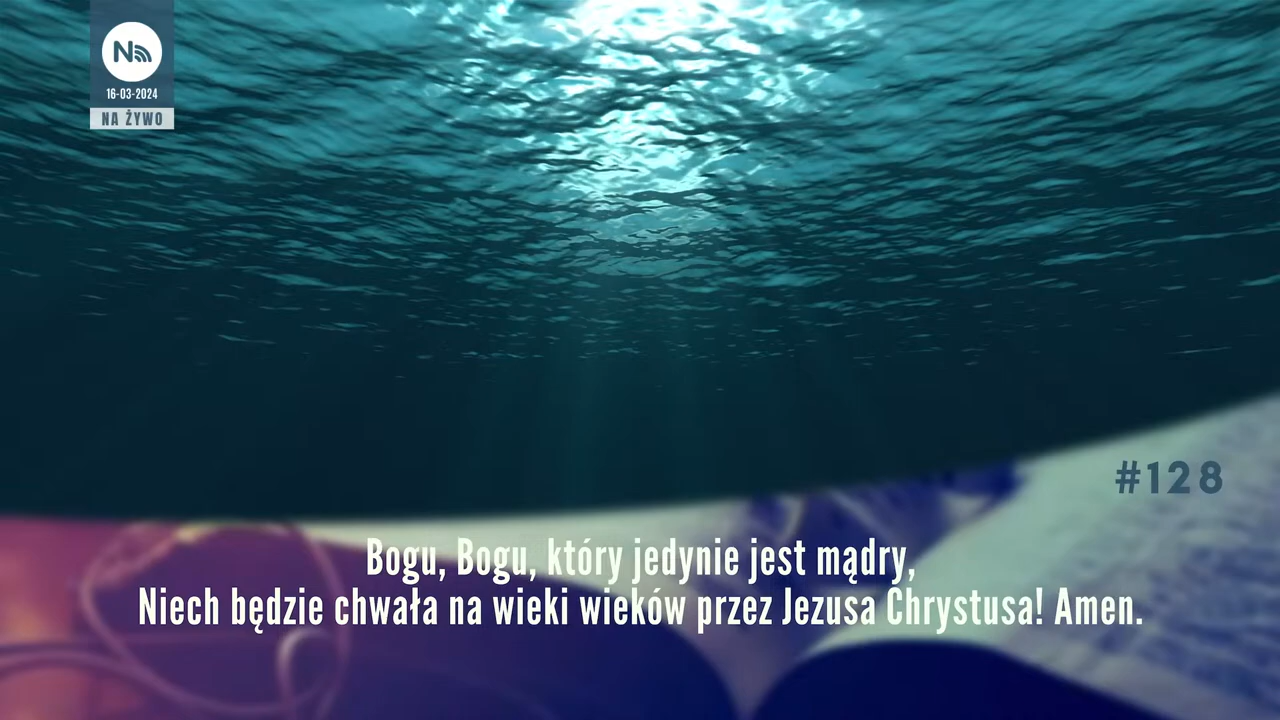 N
16-03-2024
NA ŻYWO
#128
Bogu, Bogu, który jedynie jest mądry,
Niech będzie chwała na wieki wieków przez Jezusa Chrystusa! Amen.